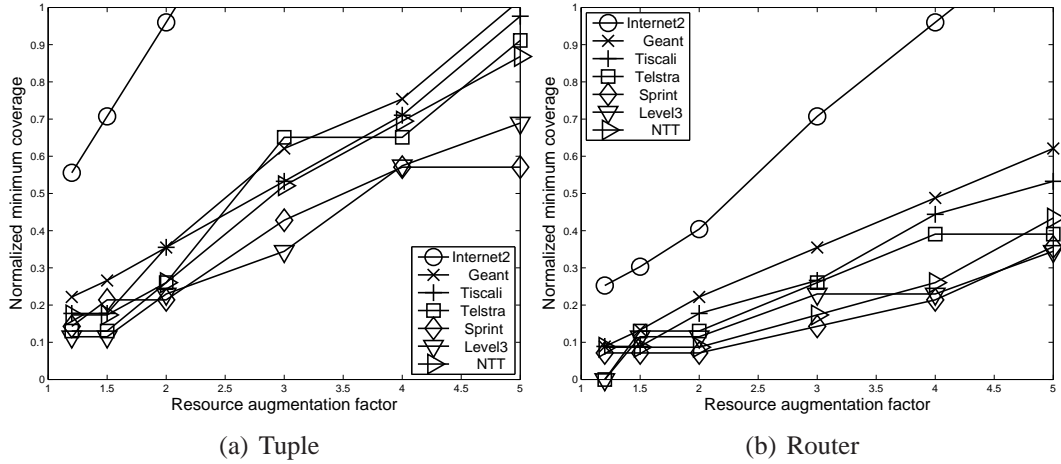 Normalized minimum coverage
1
0.9
0.8
0.7
0.6
0.5
0.4
0.3
0.2
0.1
0
1 1.5 2 2.5 3 3.5 4 4.5 5
Resource augmentation factor
Internet2
Geant
Tiscali
Telstra
Sprint
Level3
NTT
(a) Tuple
Normalized minimum coverage
1
0.9
0.8
0.7
0.6
0.5
0.4
0.3
0.2
0.1
0
1 1.5 2 2.5 3 3.5 4 4.5 5
Resource augmentation factor
Internet2
Geant
Tiscali
Telstra
Sprint
Level3
NTT
(b) Router